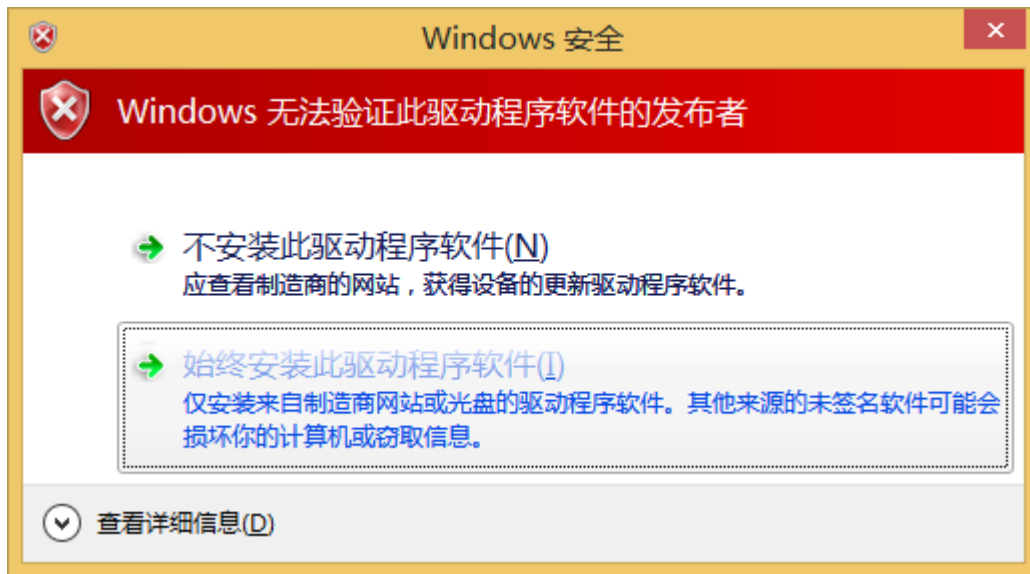 Windows 安全
Windows 无法验证此驱动程序软件的发布者
不安装此驱动程序软件(N)
应查看制造商的网站，获得设备的更新驱动程序软件。
始终安装此驱动程序软件(I)
仅安装来自制造商网站或光盘的驱动程序软件。其他来源的未签名软件可能会
损坏你的计算机或窃取信息。
查看详细信息(D)